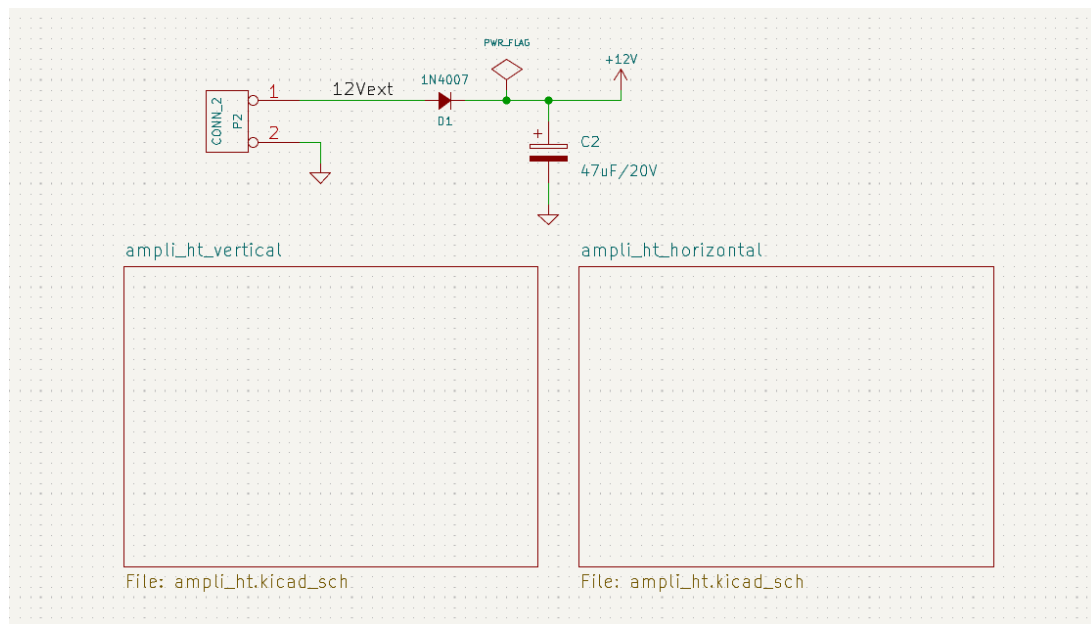 PWR_FLAG
+12V
1N4007
12Vext
1
CONN_2
P2
D1
2
+
C2
47uF/20V
ampli_ht_vertical
ampli_ht_horizontal
File: ampli_ht.kicad_sch
File: ampli_ht.kicad_sch